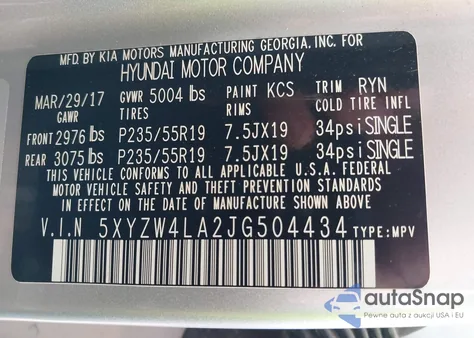 MFD. BY KIA MOTORS MANUFACTURING GEORGIA, INC. FOR
HYUNDAI MOTOR COMPANY
MAR/29/17 GVWR 5004 lbs PAINT KCS TRIM RYN
GAWR TIRES RIMS COLD TIRE INFL
FRONT 2976 lbs P235/55R19 7.5JX19 34psi SINGLE
REAR 3075 lbs P235/55R19 7.5JX19 34psi SINGLE
THIS VEHICLE CONFORMS TO ALL APPLICABLE U.S.A. FEDERAL
MOTOR VEHICLE SAFETY, BUMPER, AND THEFT PREVENTION
STANDARDS IN EFFECT ON THE DATE OF MANUFACTURE SHOWN ABOVE.
V.I.N 5XYZW4LA2JG504434 TYPE:MPV
autoSnap
Pewne auta z aukcji USA i EU